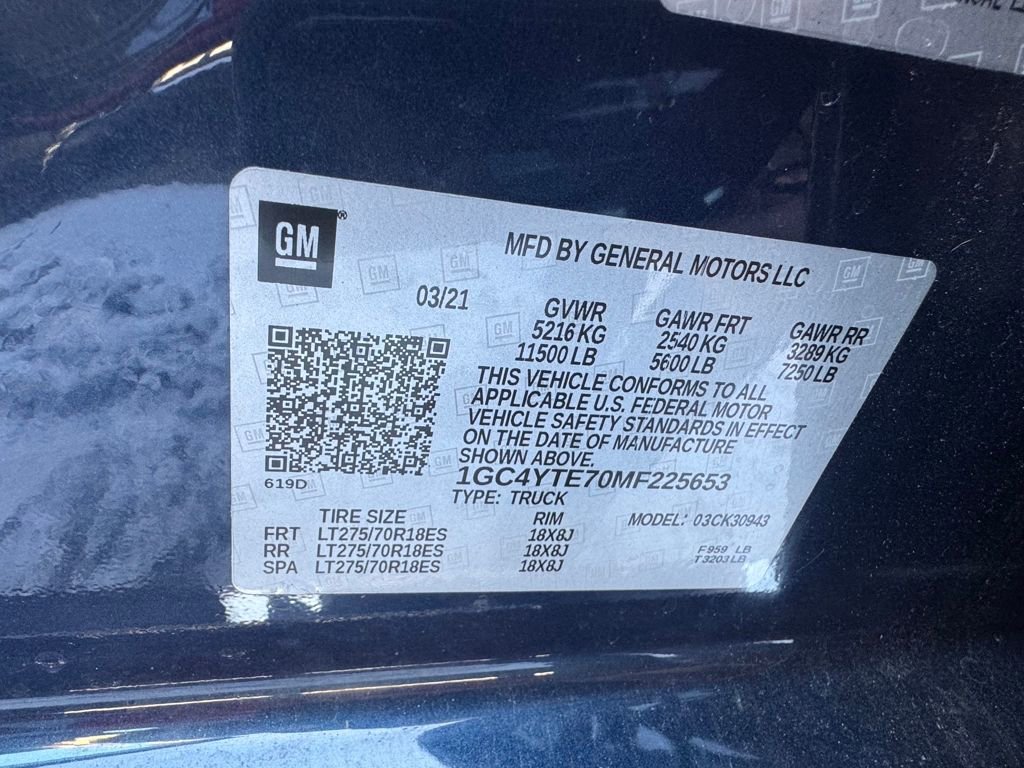 GM®
MFD BY GENERAL MOTORS LLC
03/21
GVWR GAWR FRT GAWR RR
5216 KG 2540 KG 3289 KG
11500 LB 5600 LB 7250 LB
THIS VEHICLE CONFORMS TO ALL
APPLICABLE U.S. FEDERAL MOTOR
VEHICLE SAFETY STANDARDS IN EFFECT
ON THE DATE OF MANUFACTURE
SHOWN ABOVE.
619D
1GC4YTE70MF225653
TYPE: TRUCK
TIRE SIZE RIM MODEL: 03CK30943
FRT LT275/70R18ES 18X8J
RR LT275/70R18ES 18X8J F 959 LB
SPA LT275/70R18ES 18X8J T 3203 LB